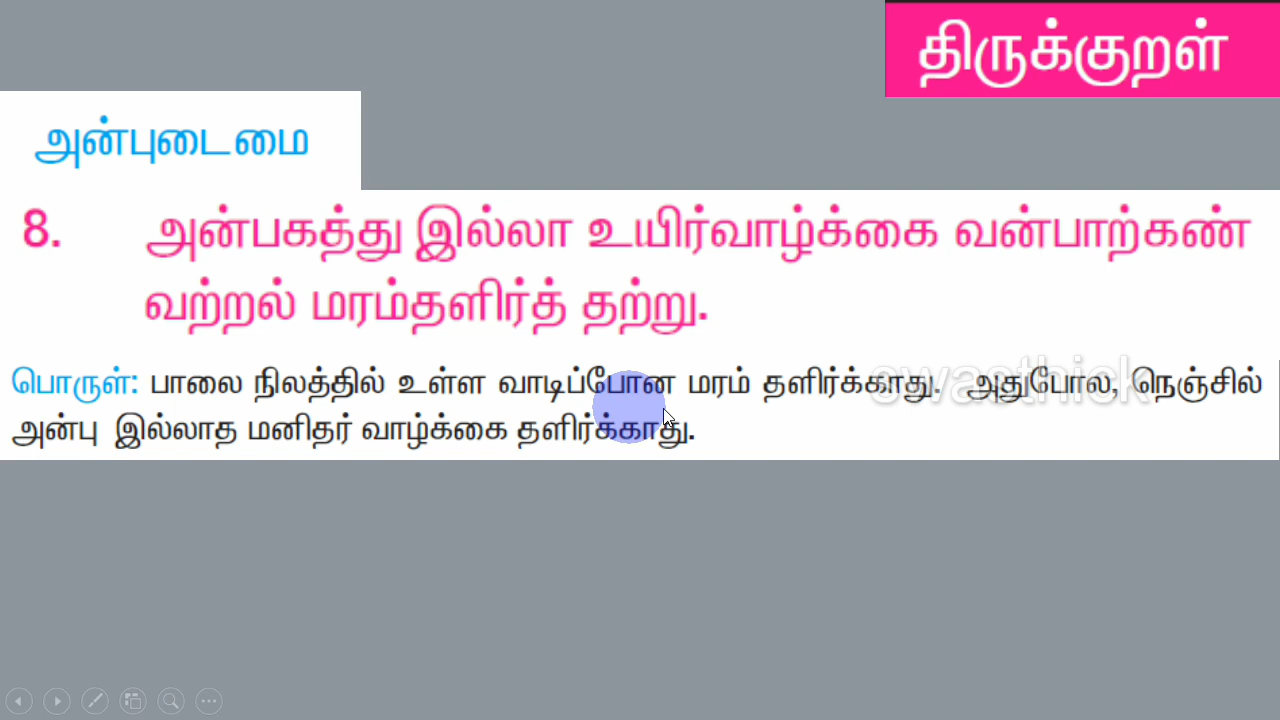 திருக்குறள்
அன்புடைமை
8. அன்பகத்து இல்லா உயிர்வாழ்க்கை வன்பாற்கண்
வற்றல் மரம்தளிர்த் தற்று.
பொருள்: பாலை நிலத்தில் உள்ள வாடிப்போன மரம் தளிர்க்காது. அதுபோல, நெஞ்சில்
அன்பு இல்லாத மனிதர் வாழ்க்கை தளிர்க்காது.
swasthick